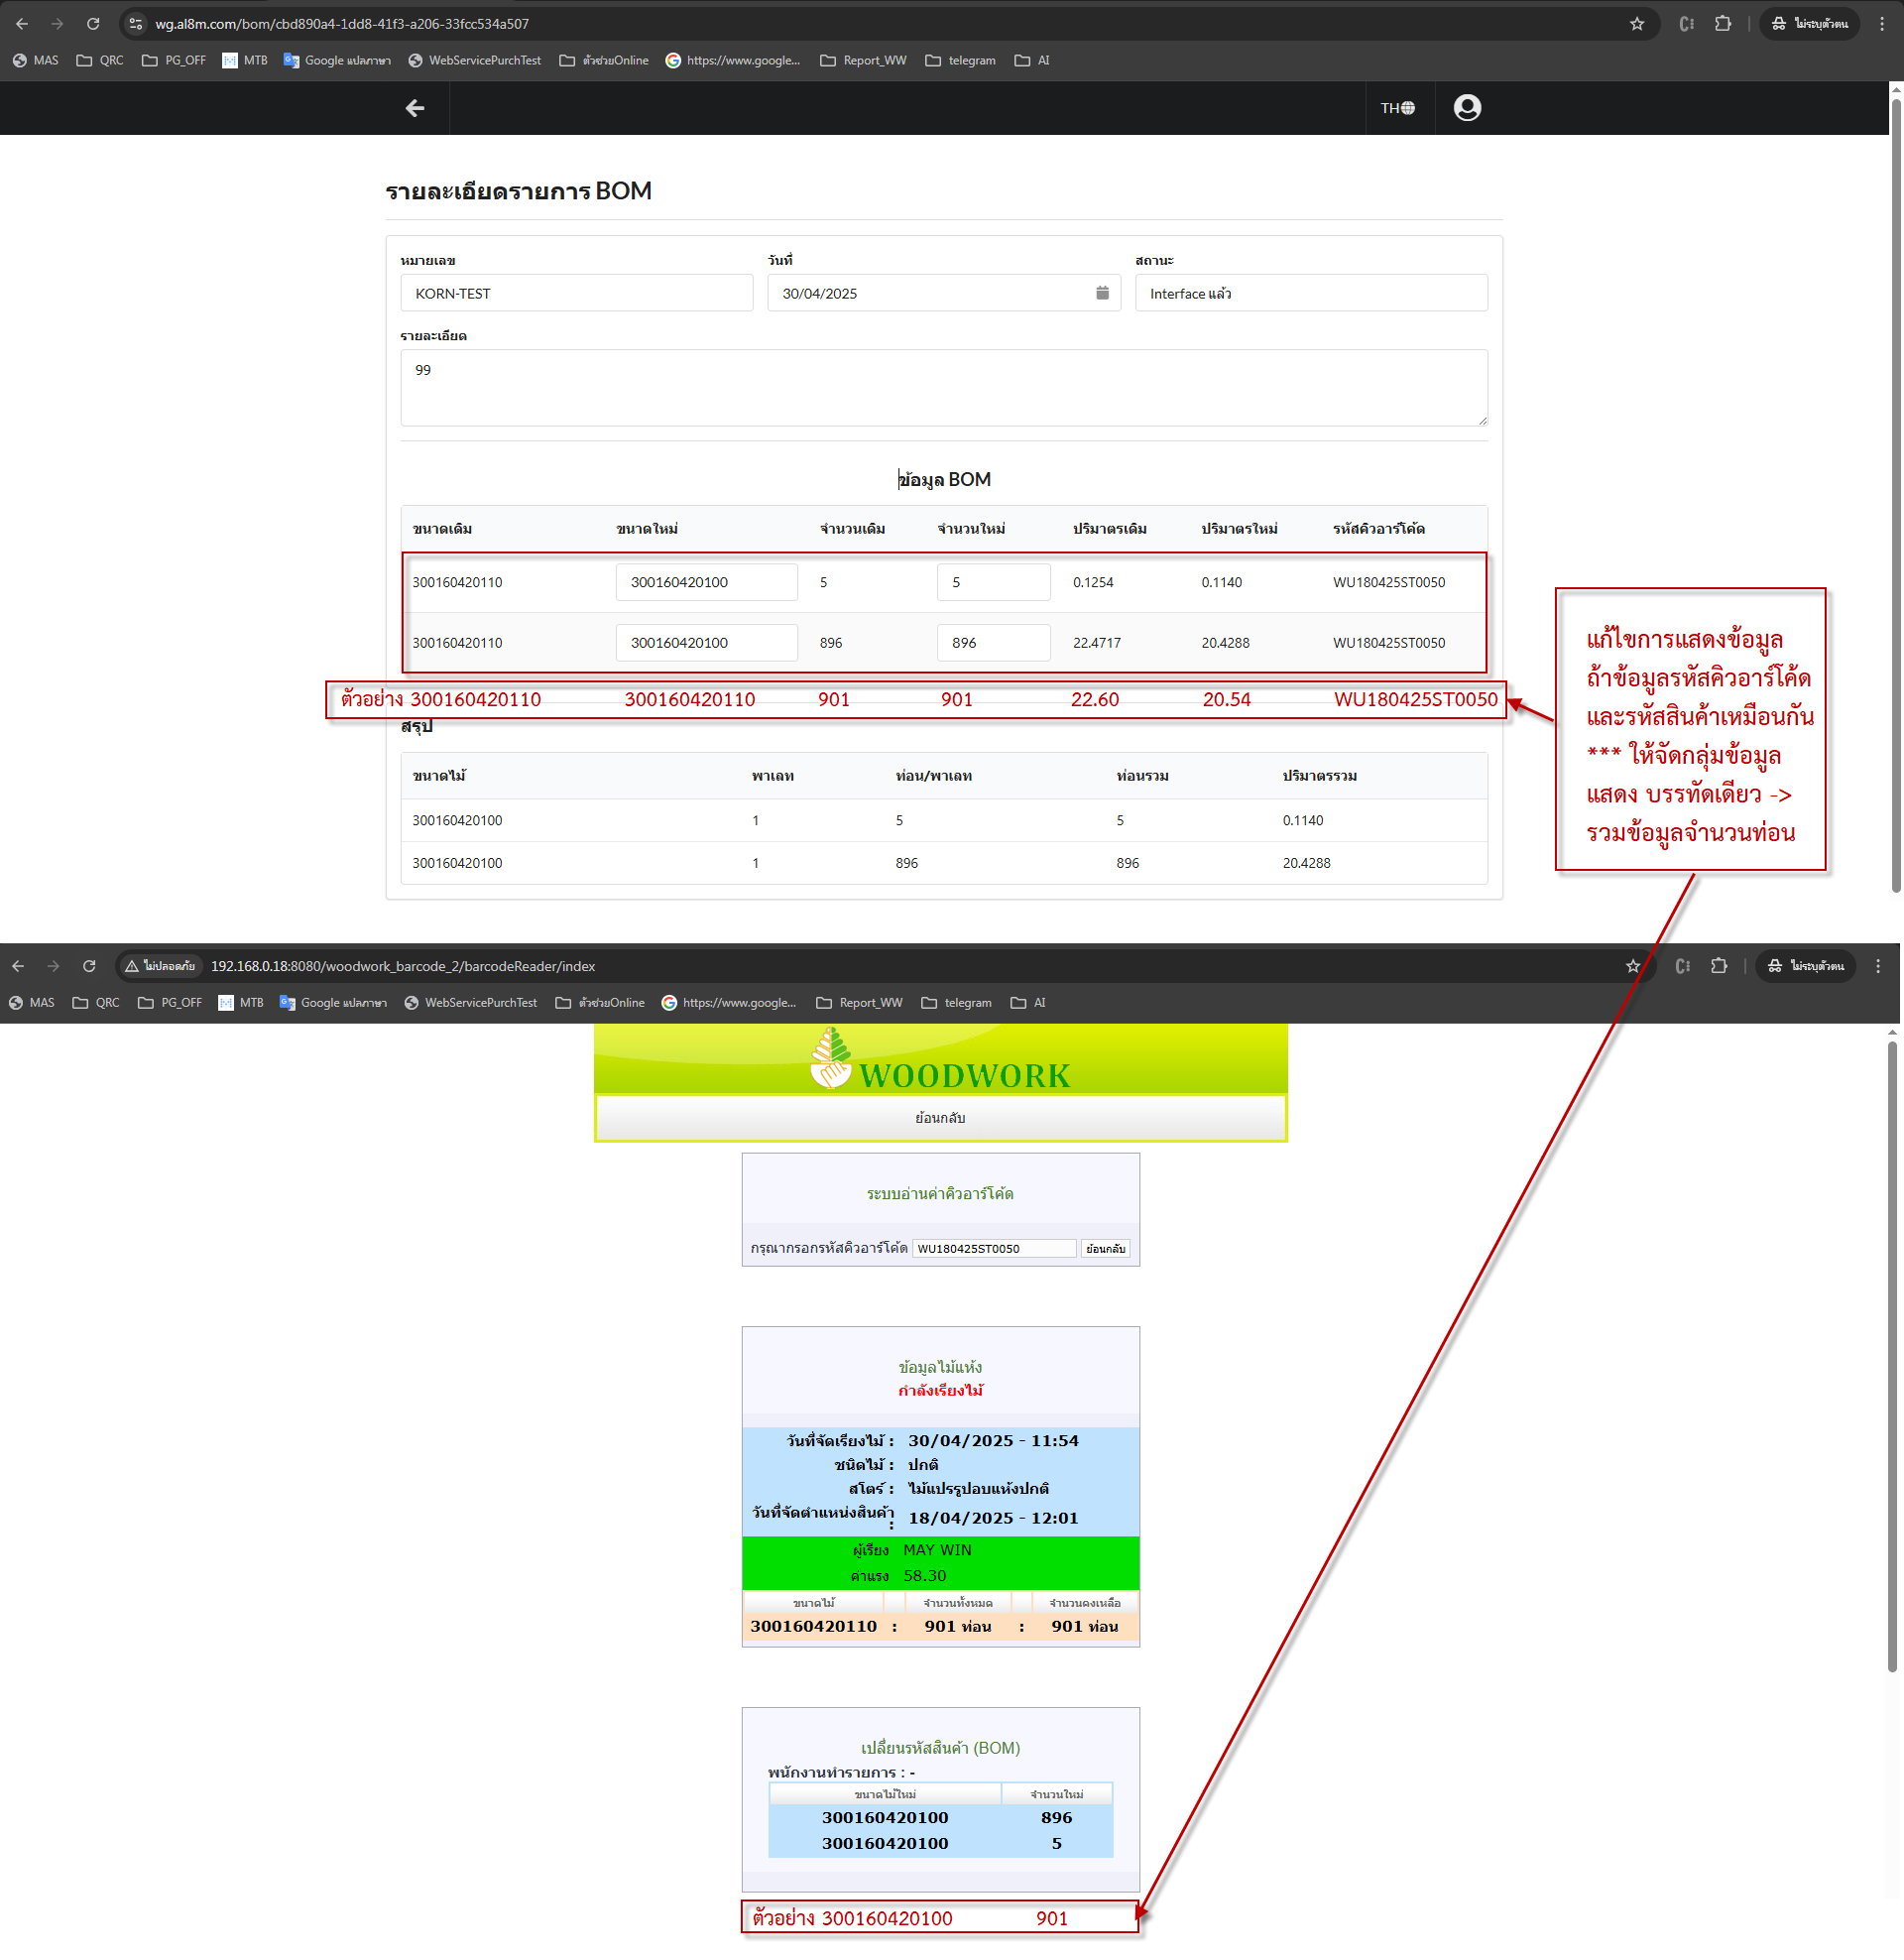 wg.al8m.com/bom/cbd890a4-1dd8-41f3-a206-33fcc534a507
ไม่ระบุตัวตน
MAS QRC PG_OFF MTB Google แปลภาษา WebServicePurchTest ตัวช่วยOnline https://www.google... Report_WW telegram AI
TH
รายละเอียดรายการ BOM
หมายเลข วันที่ สถานะ
KORN-TEST 30/04/2025 Interface แล้ว
รายละเอียด
99
ข้อมูล BOM
ขนาดเดิม ขนาดใหม่ จำนวนเดิม จำนวนใหม่ ปริมาตรเดิม ปริมาตรใหม่ รหัสคิวอาร์โค้ด
300160420110 300160420100 5 5 0.1254 0.1140 WU180425ST0050
300160420110 300160420100 896 896 22.4717 20.4288 WU180425ST0050
ตัวอย่าง 300160420110 300160420110 901 901 22.60 20.54 WU180425ST0050
แก้ไขการแสดงข้อมูล
ถ้าข้อมูลรหัสคิวอาร์โค้ด
และรหัสสินค้าเหมือนกัน
*** ให้จัดกลุ่มข้อมูล
แสดง บรรทัดเดียว ->
รวมข้อมูลจำนวนท่อน
สรุป
ขนาดไม้ พาเลท ท่อน/พาเลท ท่อนรวม ปริมาตรรวม
300160420100 1 5 5 0.1140
300160420100 1 896 896 20.4288
ไม่ปลอดภัย 192.168.0.18:8080/woodwork_barcode_2/barcodeReader/index
ไม่ระบุตัวตน
MAS QRC PG_OFF MTB Google แปลภาษา WebServicePurchTest ตัวช่วยOnline https://www.google... Report_WW telegram AI
WOODWORK
ย้อนกลับ
ระบบอ่านค่าคิวอาร์โค้ด
กรุณากรอกรหัสคิวอาร์โค้ด WU180425ST0050 ย้อนกลับ
ข้อมูลไม้แห้ง
กำลังเรียงไม้
วันที่จัดเรียงไม้ : 30/04/2025 - 11:54
ชนิดไม้ : ปกติ
สโตร์ : ไม้แปรรูปอบแห้งปกติ
วันที่จัดตำแหน่งสินค้า : 18/04/2025 - 12:01
ผู้เรียง MAY WIN
ค่าแรง 58.30
ขนาดไม้ จำนวนทั้งหมด จำนวนคงเหลือ
300160420110 : 901 ท่อน : 901 ท่อน
เปลี่ยนรหัสสินค้า (BOM)
พนักงานทำรายการ : -
ขนาดไม้ใหม่ จำนวนใหม่
300160420100 896
300160420100 5
ตัวอย่าง 300160420100 901